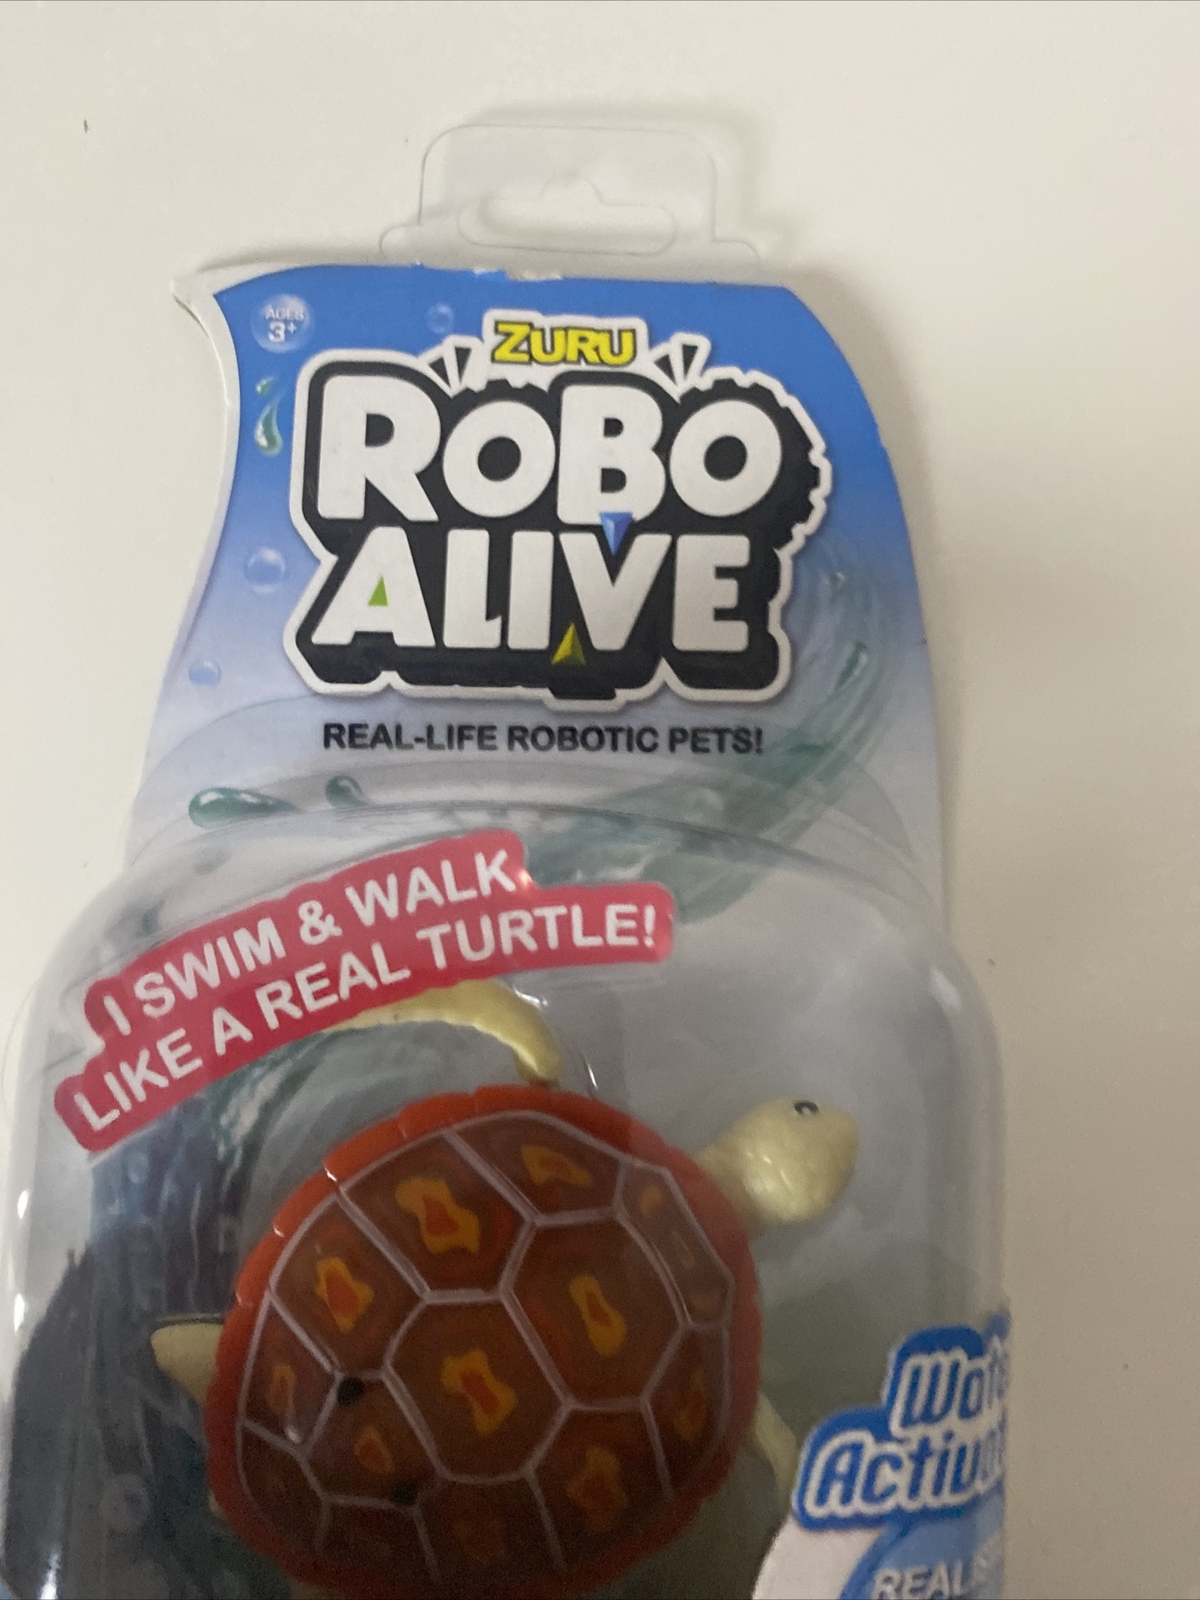 AGES
3+
ZURU
ROBO
ALIVE
REAL-LIFE ROBOTIC PETS!
I SWIM & WALK
LIKE A REAL TURTLE!